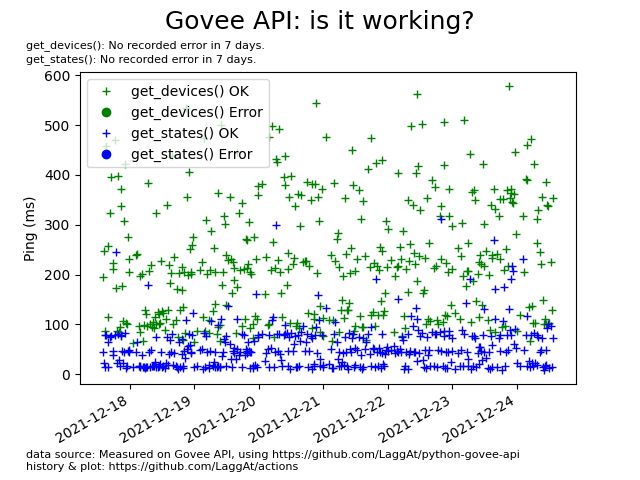 Govee API: is it working?
get_devices(): No recorded error in 7 days.
get_states(): No recorded error in 7 days.
600
500
400
300
200
100
0
Ping (ms)
get_devices() OK
get_devices() Error
get_states() OK
get_states() Error
2021-12-18
2021-12-19
2021-12-20
2021-12-21
2021-12-22
2021-12-23
2021-12-24
data source: Measured on Govee API, using https://github.com/LaggAt/python-govee-api
history & plot: https://github.com/LaggAt/actions